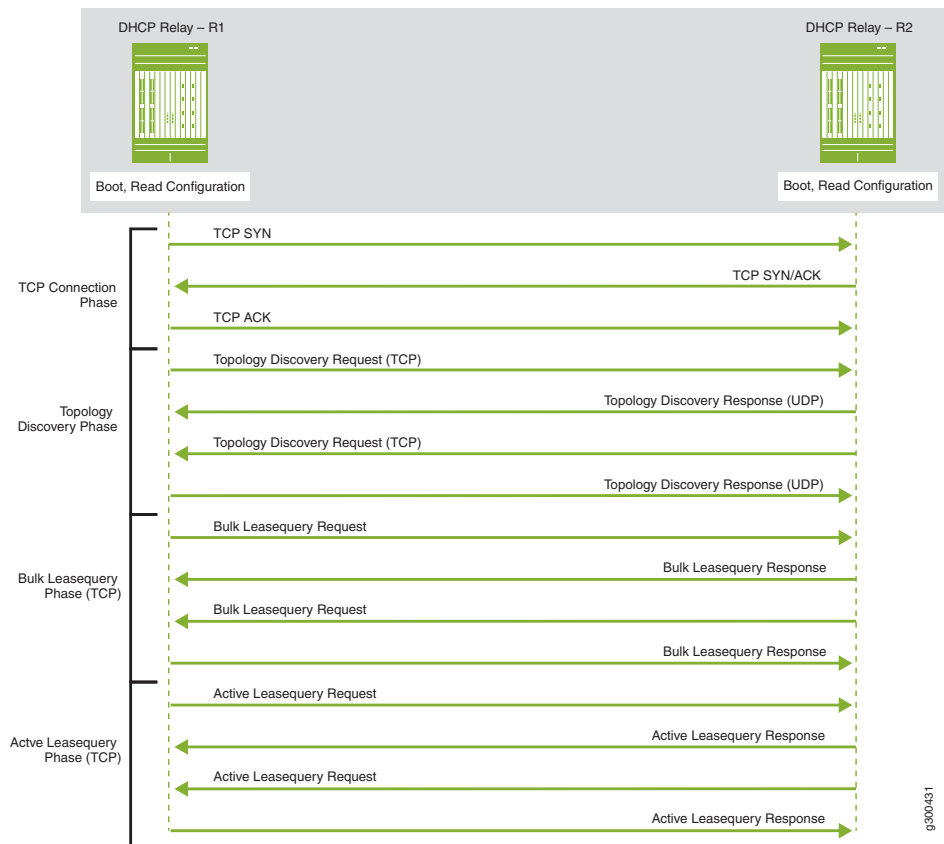 DHCP Relay – R1
DHCP Relay – R2
Boot, Read Configuration
Boot, Read Configuration
TCP Connection
Phase
TCP SYN
TCP SYN/ACK
TCP ACK
Topology
Discovery Phase
Topology Discovery Request (TCP)
Topology Discovery Response (UDP)
Topology Discovery Request (TCP)
Topology Discovery Response (UDP)
Bulk Leasequery
Phase (TCP)
Bulk Leasequery Request
Bulk Leasequery Response
Bulk Leasequery Request
Bulk Leasequery Response
Actve Leasequery
Phase (TCP)
Active Leasequery Request
Active Leasequery Response
Active Leasequery Request
Active Leasequery Response
g300431